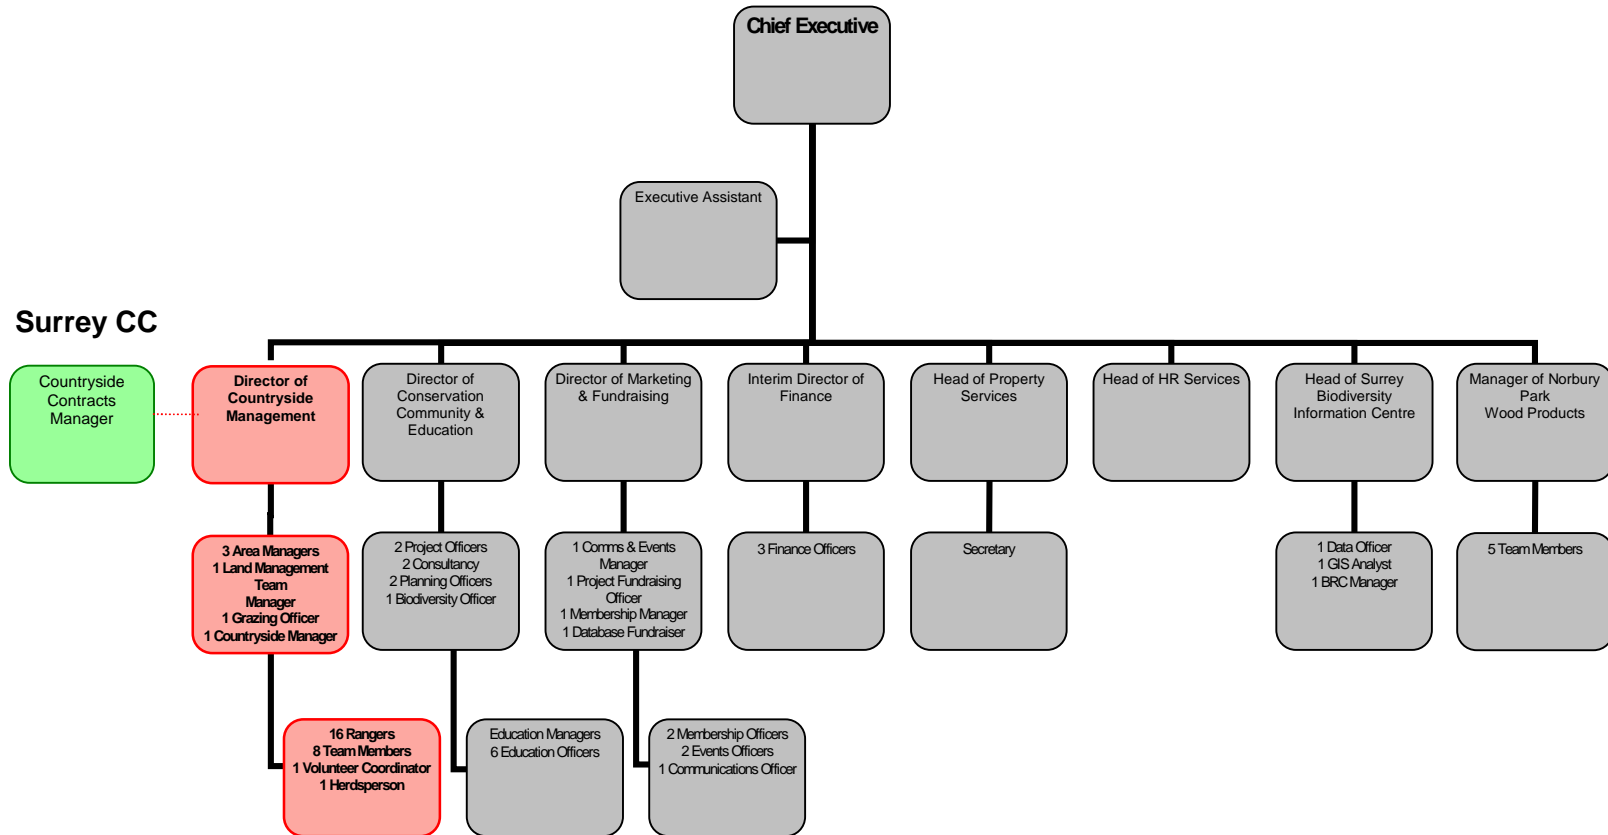 Chief Executive
Executive Assistant
Surrey CC
Countryside
Contracts
Manager
Director of
Countryside
Management
Director of
Conservation
Community &
Education
Director of Marketing
& Fundraising
Interim Director of
Finance
Head of Property
Services
Head of HR Services
Head of Surrey
Biodiversity
Information Centre
Manager of Norbury
Park
Wood Products
3 Area Managers
1 Land Management
Team
Manager
1 Grazing Officer
1 Countryside Manager
2 Project Officers
2 Consultancy
2 Planning Officers
1 Biodiversity Officer
1 Comms & Events
Manager
1 Project Fundraising
Officer
1 Membership Manager
1 Database Fundraiser
3 Finance Officers
Secretary
1 Data Officer
1 GIS Analyst
1 BRC Manager
5 Team Members
16 Rangers
8 Team Members
1 Volunteer Coordinator
1 Herdsperson
Education Managers
6 Education Officers
2 Membership Officers
2 Events Officers
1 Communications Officer